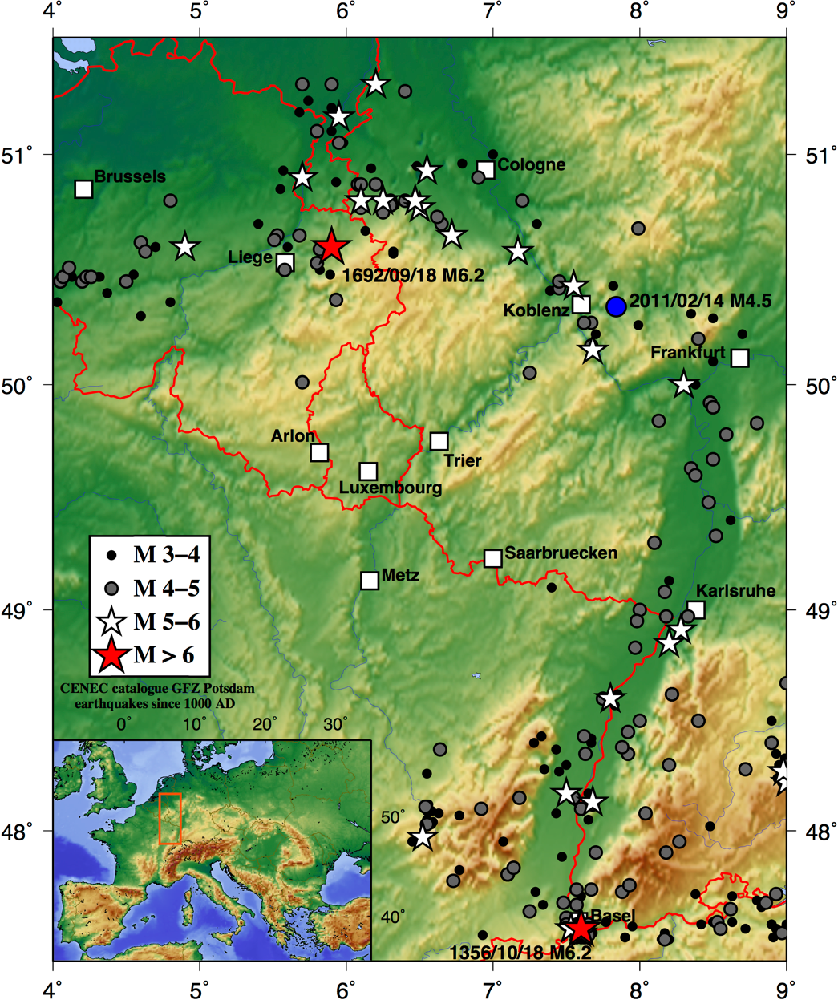 4° 5° 6° 7° 8° 9°
51° 51°
Brussels
Cologne
Liege
1692/09/18 M6.2
2011/02/14 M4.5
Koblenz
Frankfurt
50° 50°
Arlon
Trier
Luxembourg
Saarbruecken
Metz
Karlsruhe
49° 49°
M 3–4
M 4–5
M 5–6
M > 6
CENEC catalogue GFZ Potsdam
earthquakes since 1000 AD
0° 10° 20° 30°
50°
40°
48° 48°
Basel
1356/10/18 M6.2
4° 5° 6° 7° 8° 9°